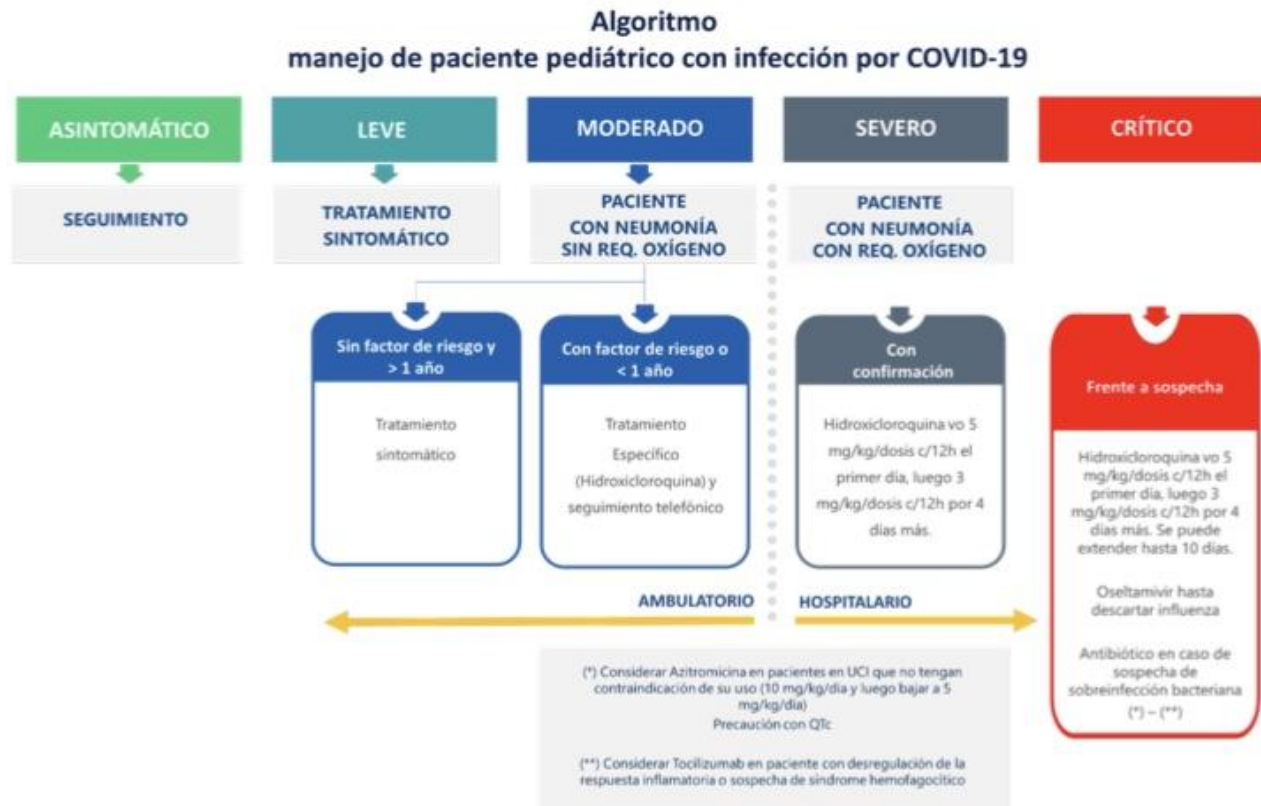 Algoritmo
manejo de paciente pediátrico con infección por COVID-19
ASINTOMÁTICO
SEGUIMIENTO
LEVE
TRATAMIENTO
SINTOMÁTICO
MODERADO
PACIENTE
CON NEUMONÍA
SIN REQ. OXÍGENO
SEVERO
PACIENTE
CON NEUMONÍA
CON REQ. OXÍGENO
CRÍTICO
Sin factor de riesgo y
> 1 año
Tratamiento
sintomático
Con factor de riesgo o
< 1 año
Tratamiento
Específico
(Hidroxicloroquina) y
seguimiento telefónico
Con
confirmación
Hidroxicloroquina vo 5
mg/kg/dosis c/12h el
primer día, luego 3
mg/kg/dosis c/12h por 4
días más.
Frente a sospecha
Hidroxicloroquina vo 5
mg/kg/dosis c/12h el
primer día, luego 3
mg/kg/dosis c/12h por 4
días más. Se puede
extender hasta 10 días.
Oseltamivir hasta
descartar influenza
Antibiótico en caso de
sospecha de
sobreinfección bacteriana
(*) – (**)
AMBULATORIO
HOSPITALARIO
(*) Considerar Azitromicina en pacientes en UCI que no tengan
contraindicación de su uso (10 mg/kg/día y luego bajar a 5
mg/kg/día)
Precaución con QTc
(**) Considerar Tocilizumab en paciente con desregulación de la
respuesta inflamatoria o sospecha de síndrome hemofagocítico